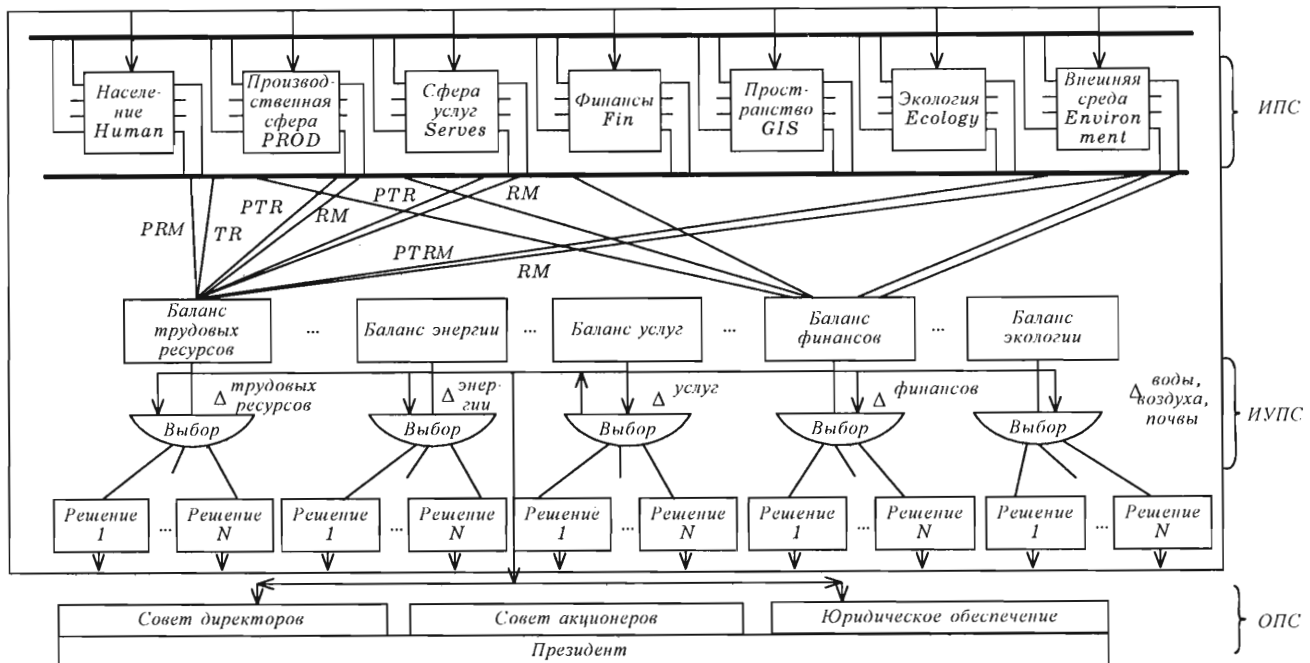 Населе-
ние
Human
Производ-
ственная
сфера
PROD
Сфера
услуг
Serves
Финансы
Fin
Прост-
ранство
GIS
Экология
Ecology
Внешняя
среда
Environ
ment
ИПС
PRM
TR
PTR
RM
PTR
RM
PTRM
RM
Баланс
трудовых
ресурсов
...
Баланс энергии
...
Баланс услуг
...
Баланс
финансов
...
Баланс
экологии
Δ трудовых
ресурсов
Δ энер-
гии
Δ услуг
Δ финансов
Δ воды,
воздуха,
почвы
ИУПС
Выбор
Выбор
Выбор
Выбор
Выбор
Решение
1
...
Решение
N
Решение
1
...
Решение
N
Решение
1
...
Решение
N
Решение
1
...
Решение
N
Решение
1
...
Решение
N
Совет директоров
Совет акционеров
Юридическое обеспечение
Президент
ОПС